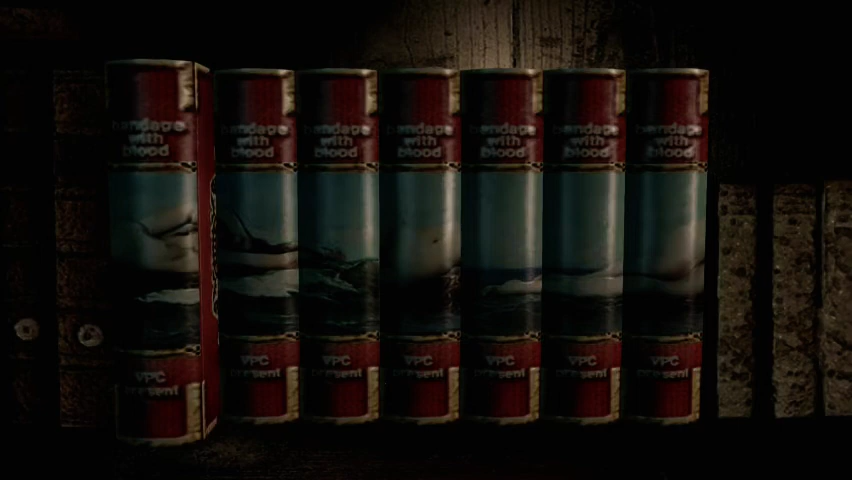 bandage
with
blood
VPC
present
bandage
with
blood
VPC
present
bandage
with
blood
VPC
present
bandage
with
blood
VPC
present
bandage
with
blood
VPC
present
bandage
with
blood
VPC
present
bandage
with
blood
VPC
present